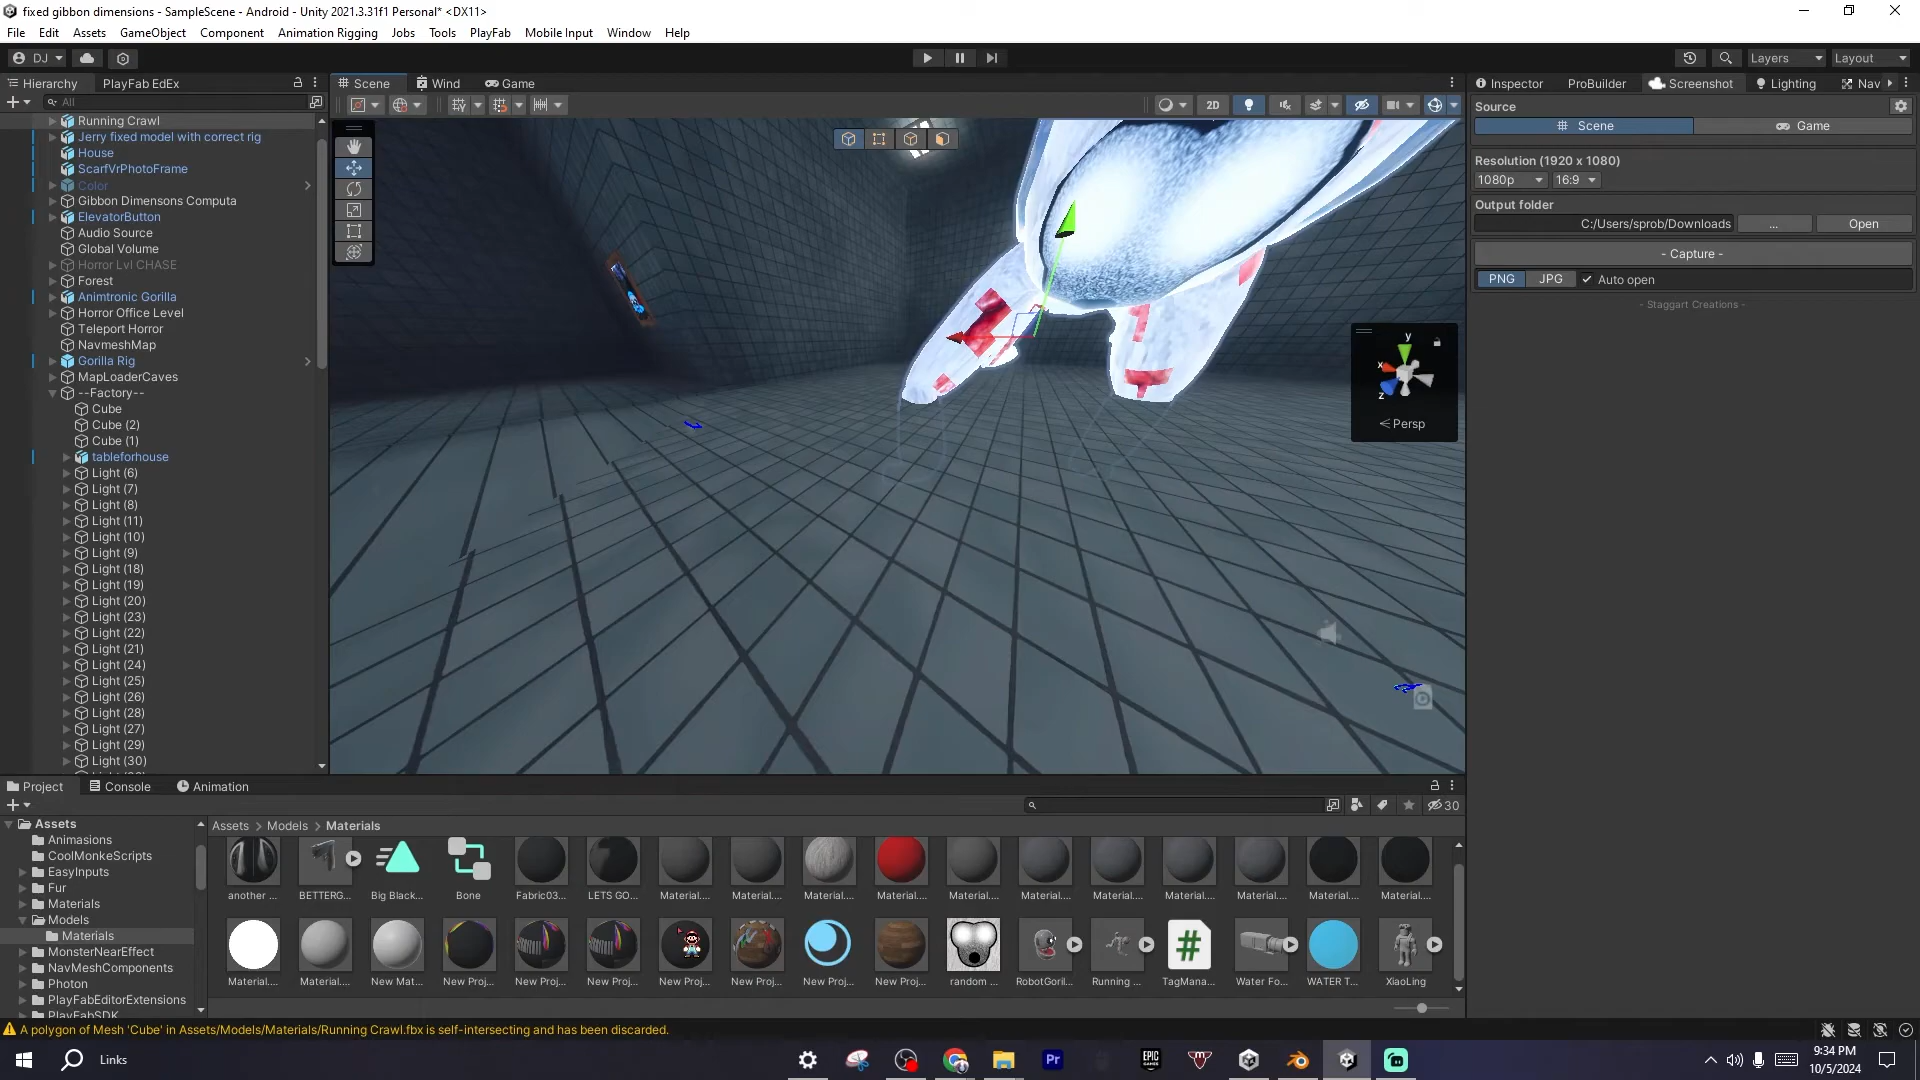 fixed gibbon dimensions - SampleScene - Android - Unity 2021.3.31f1 Personal* <DX11>
File Edit Assets GameObject Component Animation Rigging Jobs Tools PlayFab Mobile Input Window Help
DJ
Layers Layout
Hierarchy PlayFab EdEx
All
Running Crawl
Jerry fixed model with correct rig
House
ScarfVrPhotoFrame
Color
Gibbon Dimensons Computa
ElevatorButton
Audio Source
Global Volume
Horror Lvl CHASE
Forest
Animtronic Gorilla
Horror Office Level
Teleport Horror
NavmeshMap
Gorilla Rig
MapLoaderCaves
--Factory--
Cube
Cube (2)
Cube (1)
tableforhouse
Light (6)
Light (7)
Light (8)
Light (11)
Light (10)
Light (9)
Light (18)
Light (19)
Light (20)
Light (23)
Light (22)
Light (21)
Light (24)
Light (25)
Light (26)
Light (28)
Light (27)
Light (29)
Light (30)
Scene Wind Game
2D
y
x
z
Persp
Inspector ProBuilder Screenshot Lighting Nav
Source
Scene Game
Resolution (1920 x 1080)
1080p 16:9
Output folder
C:/Users/sprob/Downloads ... Open
- Capture -
PNG JPG Auto open
- Staggart Creations -
Project Console Animation
30
Assets
Animasions
CoolMonkeScripts
EasyInputs
Fur
Materials
Models
Materials
MonsterNearEffect
NavMeshComponents
Photon
PlayFabEditorExtensions
PlayFabSDK
Assets > Models > Materials
another ... BETTERG... Big Black... Bone Fabric03... LETS GO... Material.... Material.... Material.... Material.... Material.... Material.... Material.... Material.... Material.... Material.... Material....
Material.... Material.... New Mat... New Proj... New Proj... New Proj... New Proj... New Proj... New Proj... New Proj... random ... RobotGoril... Running ... TagMana... Water Fo... WATER T... XiaoLing
A polygon of Mesh 'Cube' in Assets/Models/Materials/Running Crawl.fbx is self-intersecting and has been discarded.
Links
Pr
EPIC GAMES
9:34 PM
10/5/2024